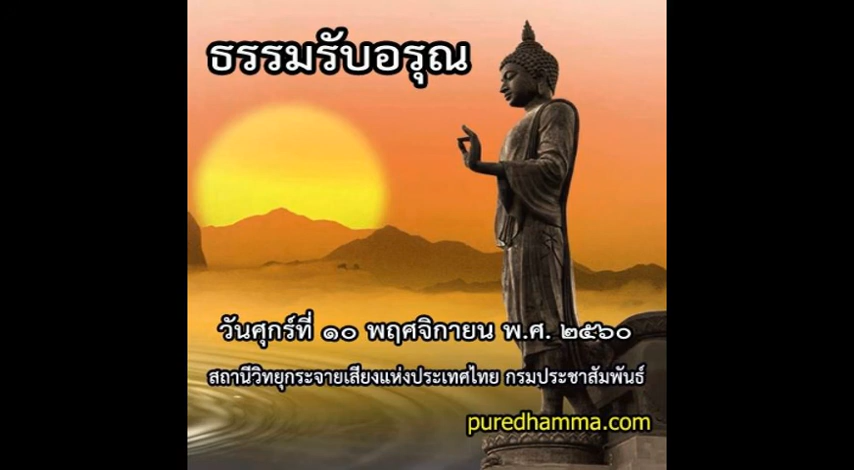 ธรรมรับอรุณ
วันศุกร์ที่ ๑๐ พฤศจิกายน พ.ศ. ๒๕๖๐
สถานีวิทยุกระจายเสียงแห่งประเทศไทย กรมประชาสัมพันธ์
puredhamma.com